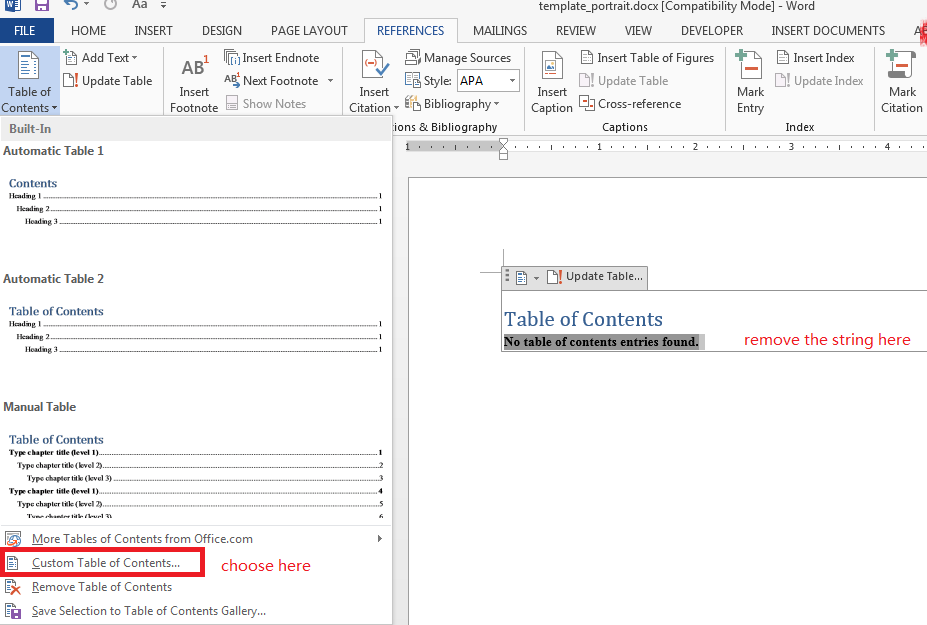 template_portrait.docx [Compatibility Mode] - Word
Aa
FILE HOME INSERT DESIGN PAGE LAYOUT REFERENCES MAILINGS REVIEW VIEW DEVELOPER INSERT DOCUMENTS
Table of Contents
Add Text
Update Table
AB1
Insert Footnote
Insert Endnote
AB1 Next Footnote
Show Notes
Insert Citation
Manage Sources
Style: APA
Bibliography
ions & Bibliography
Insert Caption
Insert Table of Figures
Update Table
Cross-reference
Captions
Mark Entry
Insert Index
Update Index
Index
Mark Citation
Built-In
Automatic Table 1
Contents
Heading 1 1
Heading 2 1
Heading 3 1
Automatic Table 2
Table of Contents
Heading 1 1
Heading 2 1
Heading 3 1
Manual Table
Table of Contents
Type chapter title (level 1) 1
Type chapter title (level 2) 2
Type chapter title (level 3) 3
Type chapter title (level 1) 4
Type chapter title (level 2) 5
Type chapter title (level 3) 6
More Tables of Contents from Office.com
Custom Table of Contents...
choose here
Remove Table of Contents
Save Selection to Table of Contents Gallery...
1 1 2 3 4
Update Table...
Table of Contents
No table of contents entries found.
remove the string here